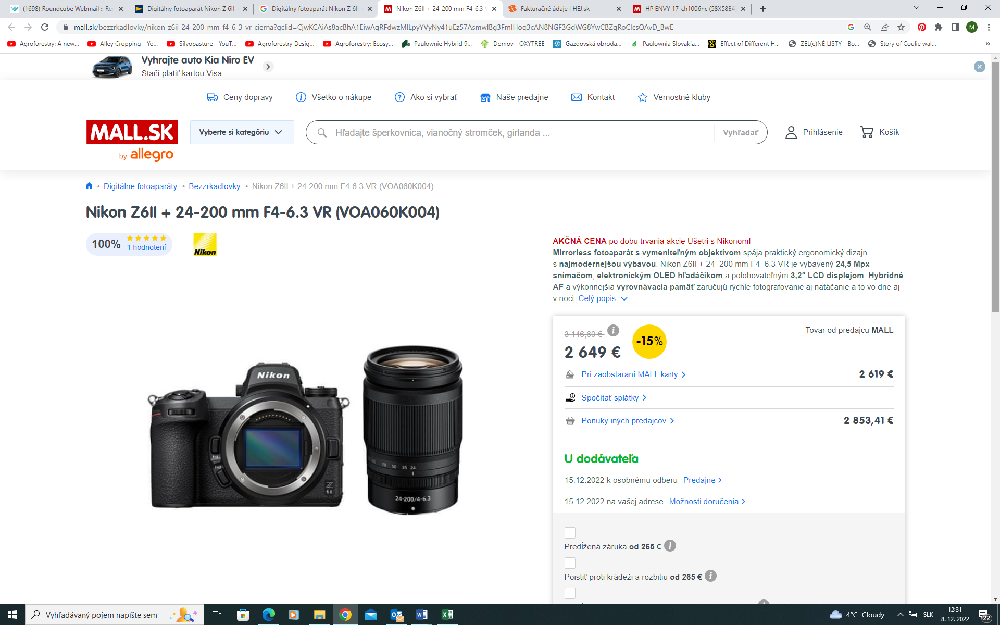 (1698) Roundcube Webmail :: Re:
Digitálny fotoaparát Nikon Z 6II
Digitálny fotoaparát Nikon Z 6II
Nikon Z6II + 24-200 mm F4-6.3 V
Fakturačné údaje | HEJ.sk
HP ENVY 17-ch1006nc (58X58EA
mall.sk/bezzrkadlovky/nikon-z6ii-24-200-mm-f4-6-3-vr-cierna?gclid=CjwKCAiAs8acBhA1EiwAgRFdwzMILpyYVyNy41uEz57AsmwIBg3FmIHoq3cAN8NGF3GdWG8YwCBZgRoCIcsQAvD_BwE
M
Agroforestry: A new...
Alley Cropping - Yo...
Silvopasture - YouT...
Agroforestry Desig...
Agroforestry: Ecosy...
Paulownie Hybrid 9...
Domov - OXYTREE
Gazdovská obroda...
Paulownia Slovakia...
Effect of Different H...
ZEL(e)NÉ LISTY - Bo...
Story of Coulie wal...
»
Vyhrajte auto Kia Niro EV
Stačí platiť kartou Visa
Ceny dopravy
Všetko o nákupe
Ako si vybrať
Naše predajne
Kontakt
Vernostné kluby
MALL.SK
by allegro
Vyberte si kategóriu
Hľadajte šperkovnica, vianočný stromček, girlanda ...
Vyhľadať
Prihlásenie
Košík
• Digitálne fotoaparáty • Bezzrkadlovky • Nikon Z6II + 24-200 mm F4-6.3 VR (VOA060K004)
Nikon Z6II + 24-200 mm F4-6.3 VR (VOA060K004)
100%
1 hodnotení
Nikon
AKČNÁ CENA po dobu trvania akcie Ušetri s Nikonom!
Mirrorless fotoaparát s vymeniteľným objektívom spája praktický ergonomický dizajn
s najmodernejšou výbavou. Nikon Z6II + 24–200 mm F4–6,3 VR je vybavený 24,5 Mpx
snímačom, elektronickým OLED hľadáčikom a polohovateľným 3,2″ LCD displejom. Hybridné
AF a výkonnejšia vyrovnávacia pamäť zaručujú rýchle fotografovanie aj natáčanie a to vo dne aj
v noci. Celý popis
3 146,60 €
-15%
Tovar od predajcu MALL
2 649 €
Pri zaobstaraní MALL karty
2 619 €
Spočítať splátky
Ponuky iných predajcov
2 853,41 €
U dodávateľa
15.12.2022 k osobnému odberu Predajne
15.12.2022 na vašej adrese Možnosti doručenia
Predĺžená záruka od 265 €
Poistiť proti krádeži a rozbitiu od 265 €
Nikon
Fn1
Fn2
Z
6II
70 50 35 24
24-200/4-6.3
Vyhľadávaný pojem napíšte sem
4°C Cloudy
SLK
12:31
8. 12. 2022
22